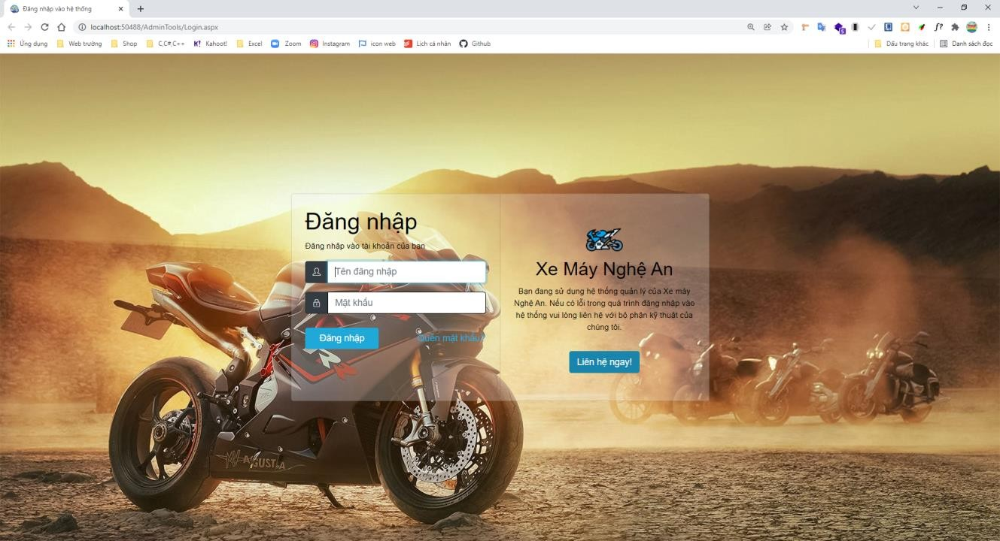 Đăng nhập vào hệ thống
localhost:50488/AdminTools/Login.aspx
Ứng dụng Web trường Shop C,C#,C++ Kahoot! Excel Zoom Instagram icon web Lịch cá nhân Github Dấu trang khác Danh sách đọc
Đăng nhập
Đăng nhập vào tài khoản của bạn
Tên đăng nhập
Mật khẩu
Đăng nhập
Quên mật khẩu?
Xe Máy Nghệ An
Bạn đang sử dụng hệ thống quản lý của Xe máy
Nghệ An. Nếu có lỗi trong quá trình đăng nhập vào
hệ thống vui lòng liên hệ với bộ phận kỹ thuật của
chúng tôi.
Liên hệ ngay!
RR
MV AGUSTA